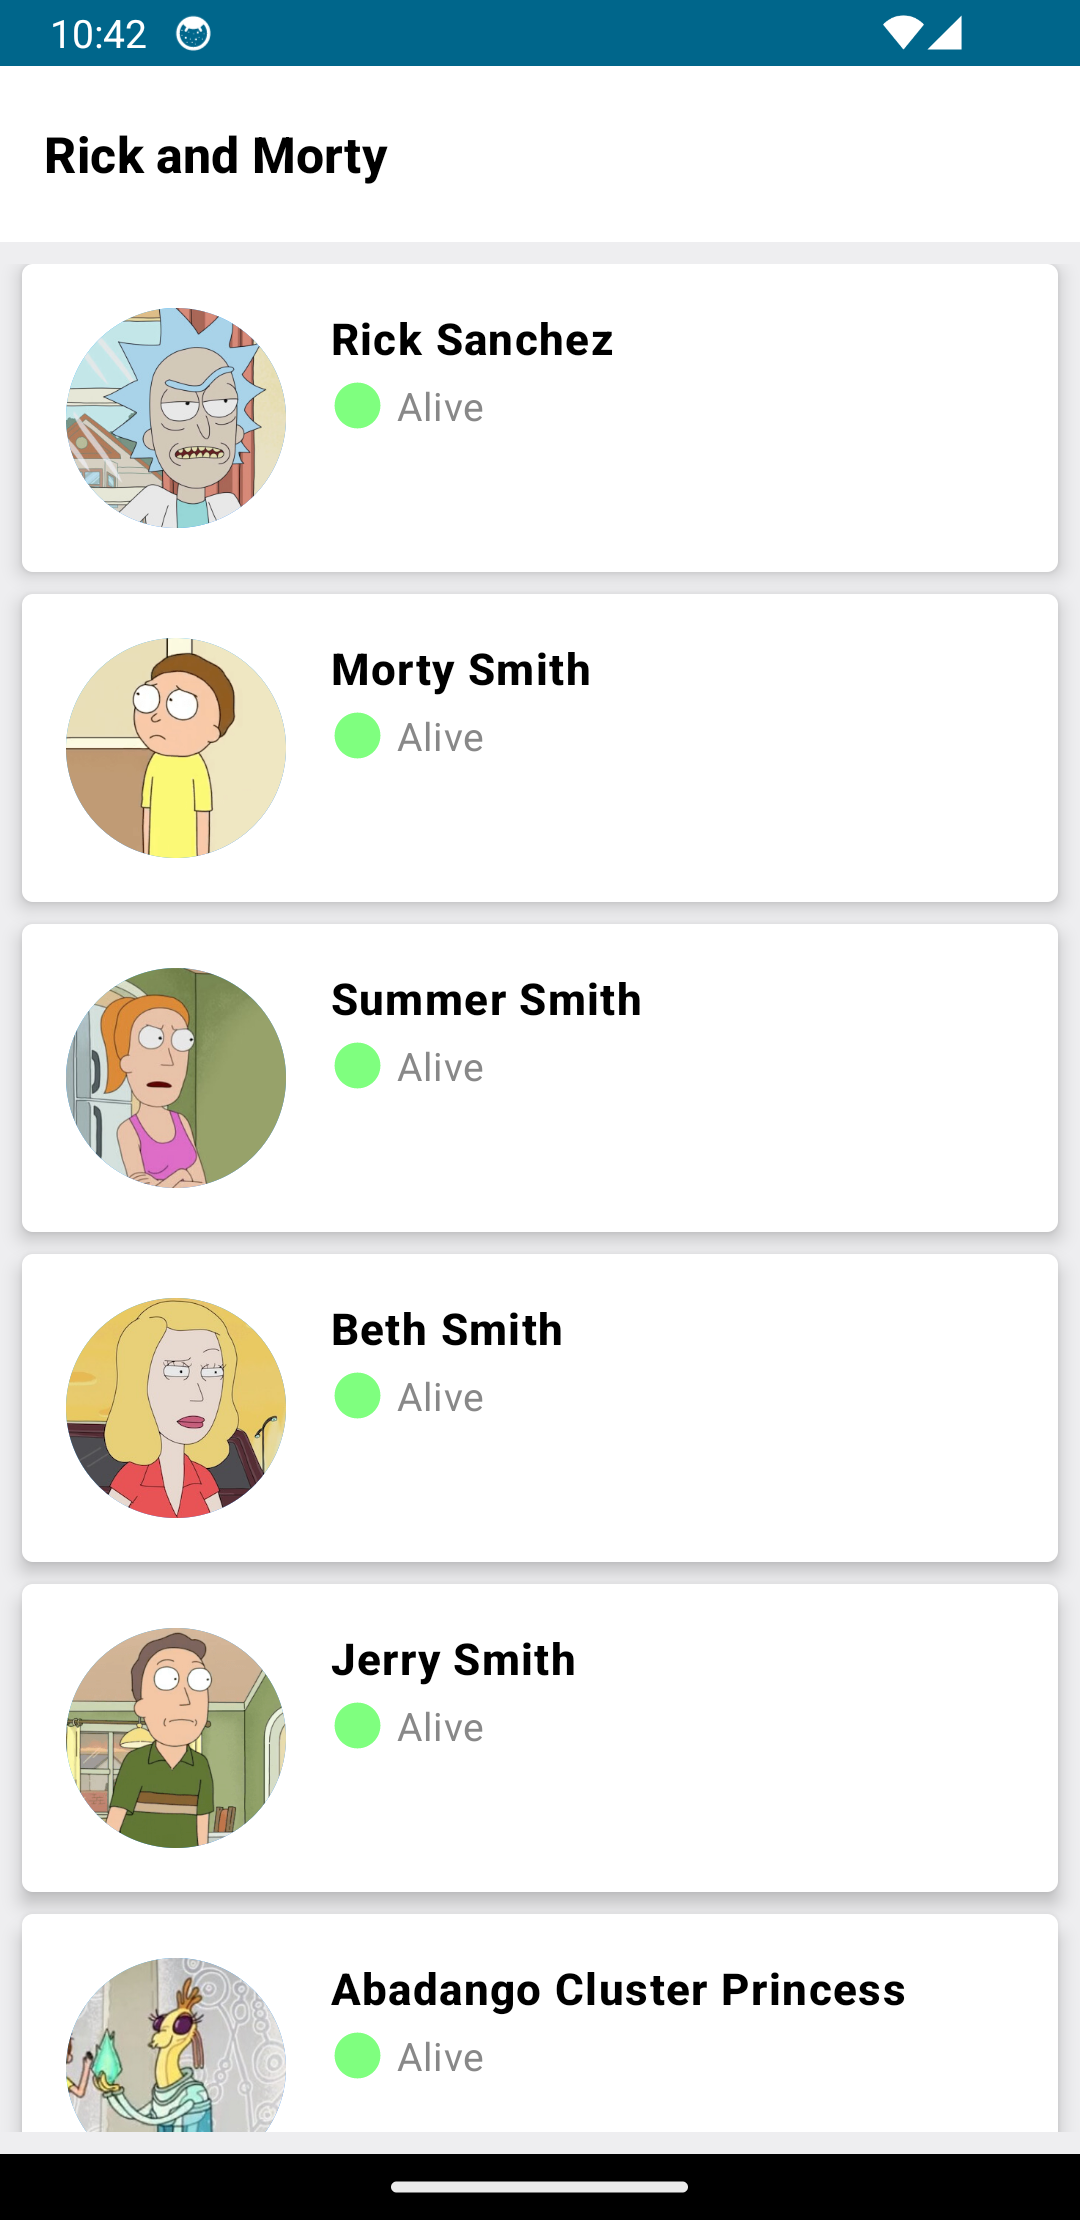 10:42
Rick and Morty
Rick Sanchez
Alive
Morty Smith
Alive
Summer Smith
Alive
Beth Smith
Alive
Jerry Smith
Alive
Abadango Cluster Princess
Alive